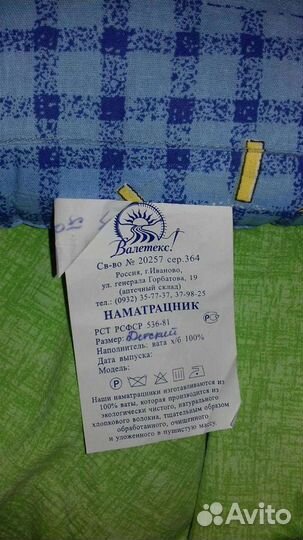 Валетекс!
Св-во № 20257 сер.364
Россия, г.Иваново,
ул. генерала Горбатова, 19
(аптечный склад)
тел.: (0932) 35-77-37, 37-98-25
НАМАТРАЦНИК
РСТ РСФСР 536-81
Размер: Детский
Наполнитель: вата х/б 100%
Дата выпуска:
Модель:
Наши наматрацники изготавливаются из
100% ваты, которая производится из
экологически чистого, натурального
хлопкового волокна, тщательным образом
обработанного, очищенного
и уложенного в пушистую массу.
Avito